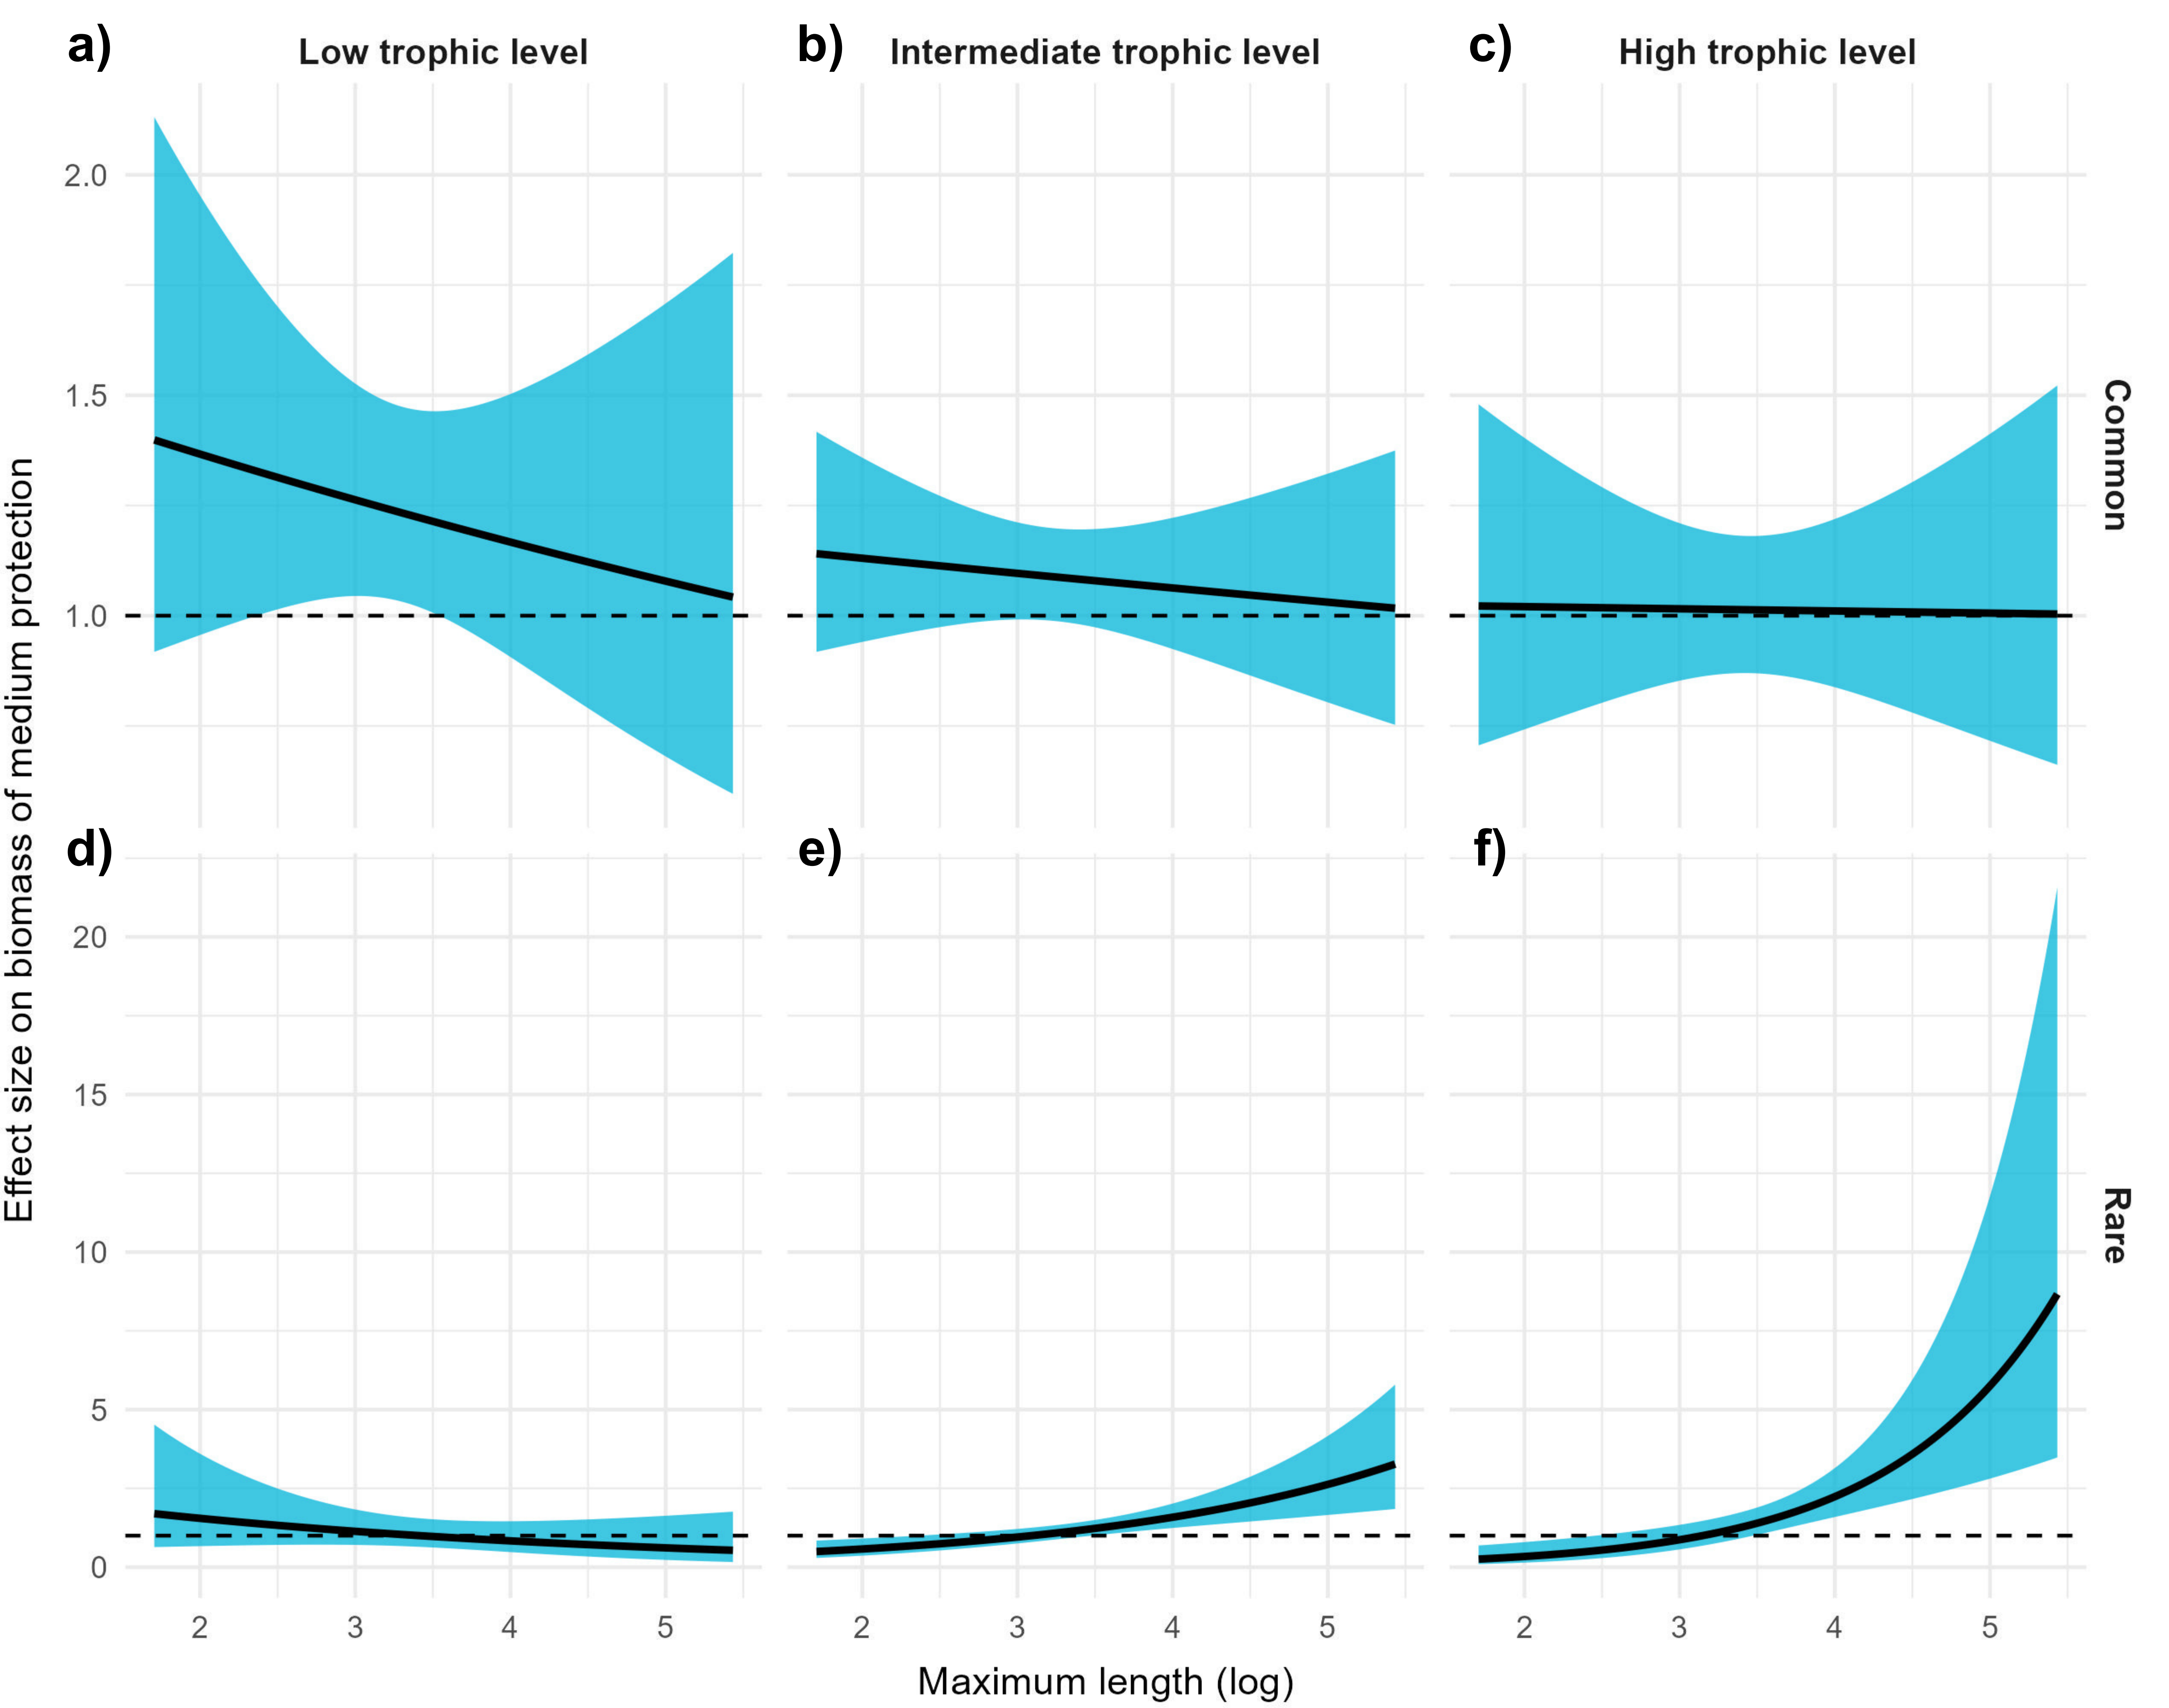 a)
Low trophic level
b)
Intermediate trophic level
c)
High trophic level
2.0
1.5
1.0
Common
Effect size on biomass of medium protection
d)
e)
f)
20
15
10
5
0
Rare
2 3 4 5
2 3 4 5
2 3 4 5
Maximum length (log)